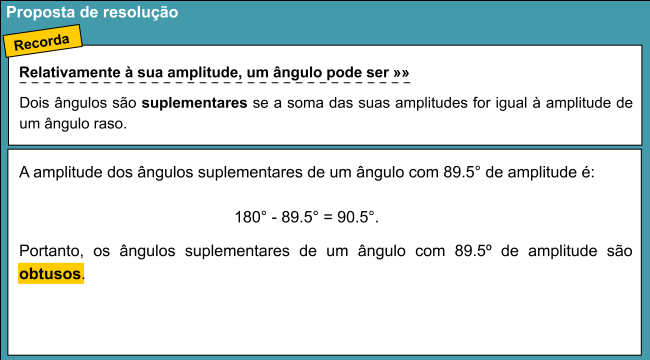 Proposta de resolução
Recorda
Relativamente à sua amplitude, um ângulo pode ser »»
Dois ângulos são suplementares se a soma das suas amplitudes for igual à amplitude de
um ângulo raso.
A amplitude dos ângulos suplementares de um ângulo com 89.5° de amplitude é:
180° - 89.5° = 90.5°.
Portanto, os ângulos suplementares de um ângulo com 89.5º de amplitude são
obtusos.